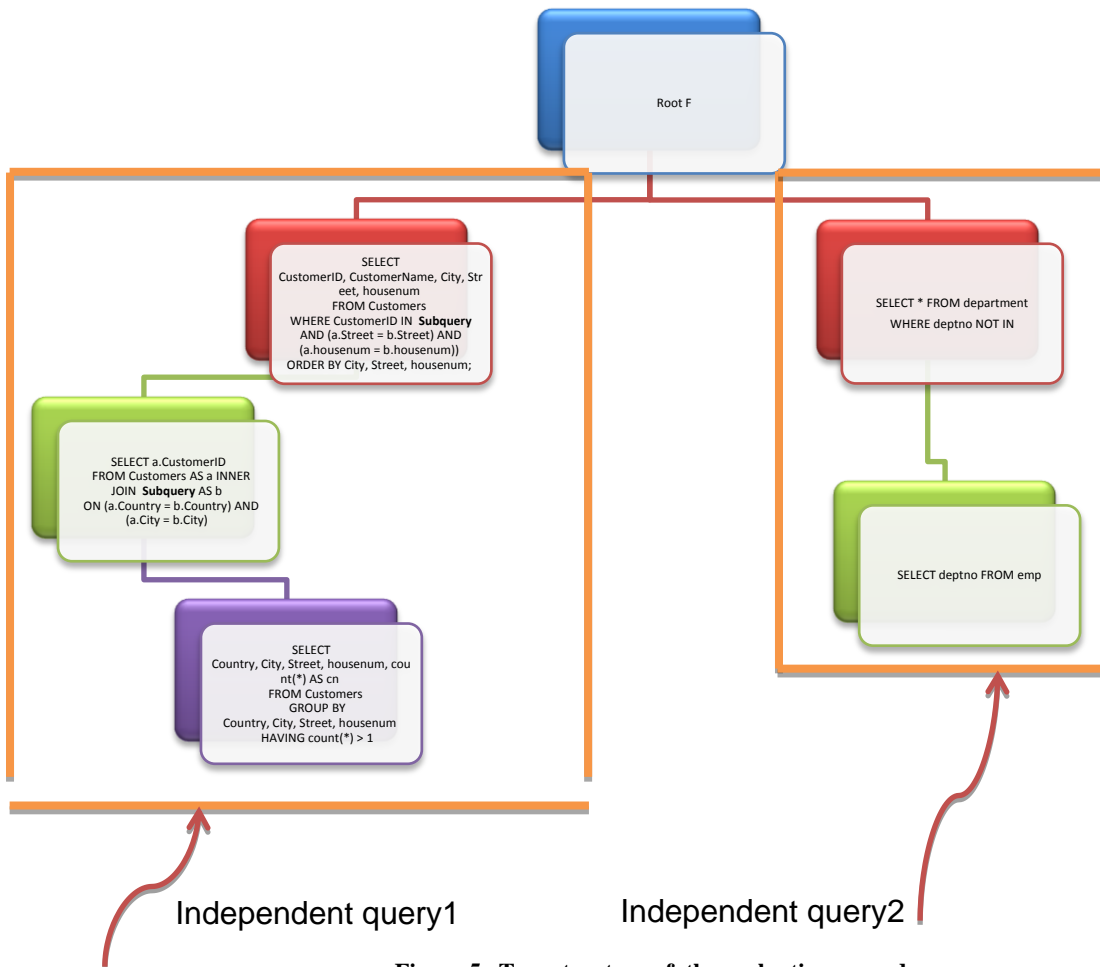 Root F
SELECT
CustomerID, CustomerName, City, Str
eet, housenum
FROM Customers
WHERE CustomerID IN Subquery
AND (a.Street = b.Street) AND
(a.housenum = b.housenum))
ORDER BY City, Street, housenum;
SELECT * FROM department
WHERE deptno NOT IN
SELECT a.CustomerID
FROM Customers AS a INNER
JOIN Subquery AS b
ON (a.Country = b.Country) AND
(a.City = b.City)
SELECT deptno FROM emp
SELECT
Country, City, Street, housenum, cou
nt(*) AS cn
FROM Customers
GROUP BY
Country, City, Street, housenum
HAVING count(*) > 1
Independent query1
Independent query2